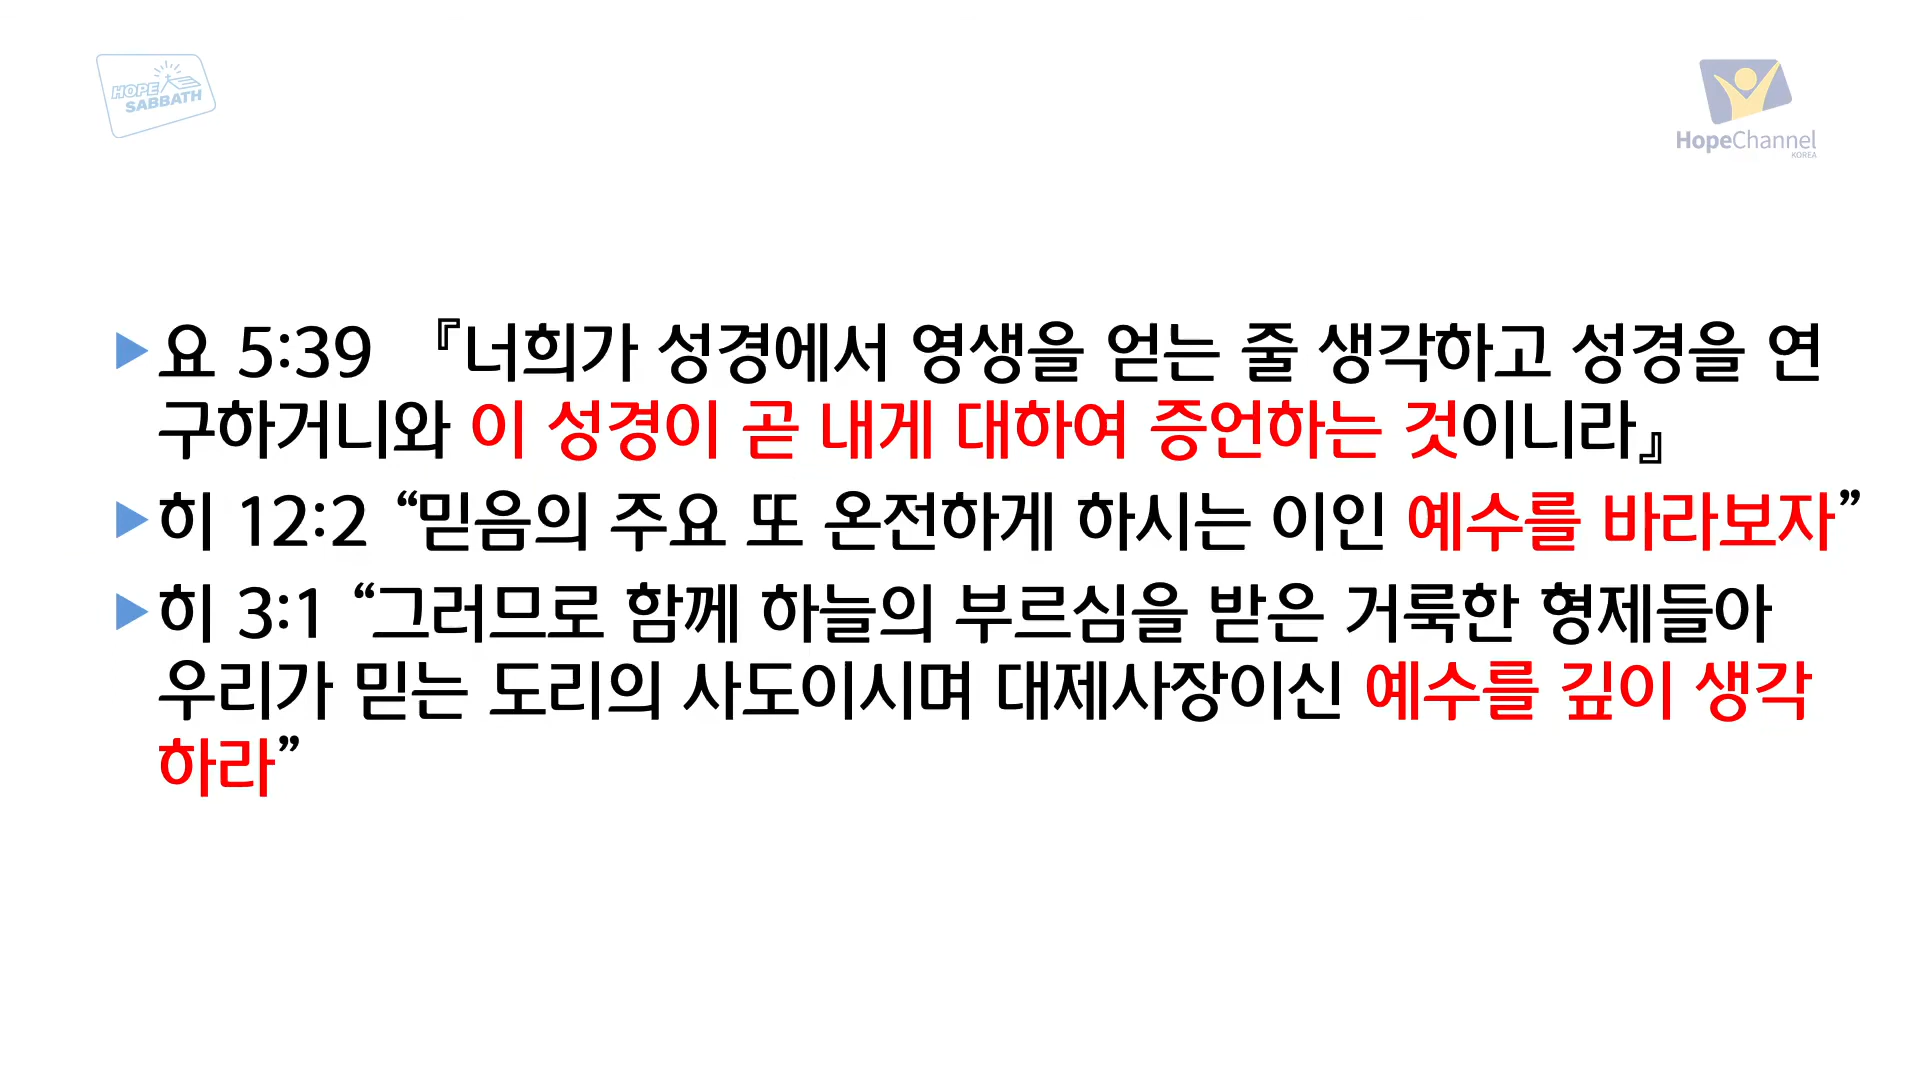 HOPE
SABBATH
HopeChannel
KOREA
▶요 5:39 『너희가 성경에서 영생을 얻는 줄 생각하고 성경을 연
구하거니와 이 성경이 곧 내게 대하여 증언하는 것이니라』
▶히 12:2 “믿음의 주요 또 온전하게 하시는 이인 예수를 바라보자”
▶히 3:1 “그러므로 함께 하늘의 부르심을 받은 거룩한 형제들아
우리가 믿는 도리의 사도이시며 대제사장이신 예수를 깊이 생각
하라”